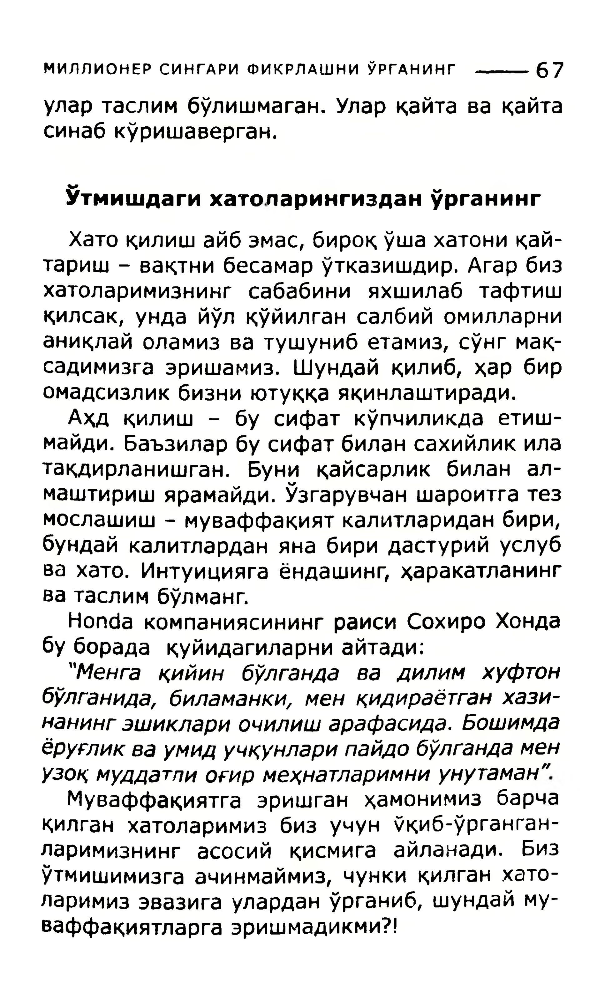 МИЛЛИОНЕР СИНГАРИ ФИКРЛАШНИ ЎРГАНИНГ —— 67
улар таслим бўлишмаган. Улар қайта ва қайта
синаб кўришаверган.
Ўтмишдаги хатоларингиздан ўрганинг
Хато қилиш айб эмас, бироқ ўша хатони қай-
тариш – вақтни бесамар ўтказишдир. Агар биз
хатоларимизнинг сабабини яхшилаб тафтиш
қилсак, унда йўл қўйилган салбий омилларни
аниқлай оламиз ва тушуниб етамиз, сўнг мақ-
садимизга эришамиз. Шундай қилиб, ҳар бир
омадсизлик бизни ютуққа яқинлаштиради.
Аҳд қилиш – бу сифат кўпчиликда етиш-
майди. Баъзилар бу сифат билан сахийлик ила
тақдирланишган. Буни қайсарлик билан ал-
маштириш ярамайди. Ўзгарувчан шароитга тез
мослашиш – муваффақият калитларидан бири,
бундай калитлардан яна бири дастурий услуб
ва хато. Интуицияга ёндашинг, ҳаракатланинг
ва таслим бўлманг.
Honda компаниясининг раиси Сохиро Хонда
бу борада қуйидагиларни айтади:
"Менга қийин бўлганда ва дилим хуфтон
бўлганида, биламанки, мен қидираётган хази-
нанинг эшиклари очилиш арафасида. Бошимда
ёруғлик ва умид учқунлари пайдо бўлганда мен
узоқ муддатли оғир меҳнатларимни унутаман".
Муваффақиятга эришган ҳамонимиз барча
қилган хатоларимиз биз учун ўқиб-ўрганган-
ларимизнинг асосий қисмига айланади. Биз
ўтмишимизга ачинмаймиз, чунки қилган хато-
ларимиз эвазига улардан ўрганиб, шундай му-
ваффақиятларга эришмадикми?!